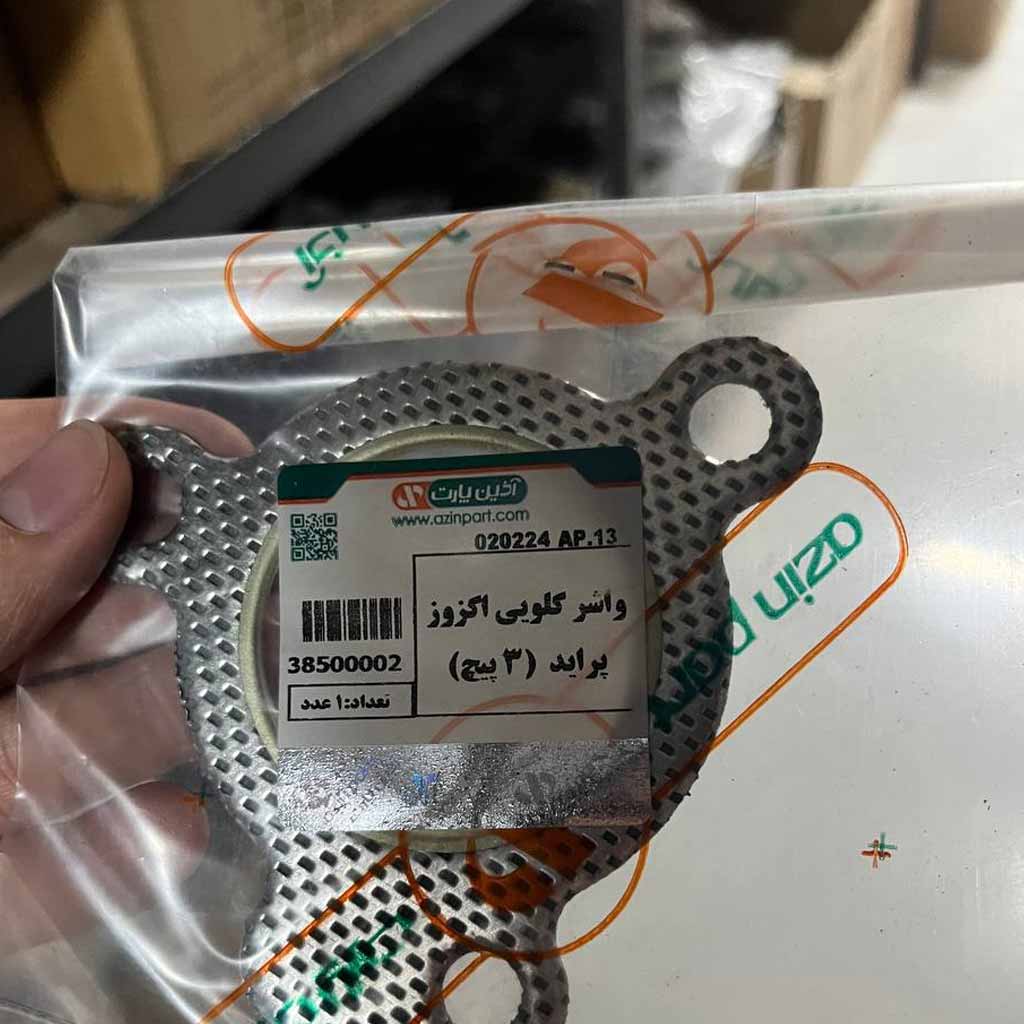 آذین پارت
www.azinpart.com
020224 AP.13
واشر گلویی اگزوز
پراید (۳ پیچ)
38500002
تعداد: ۱ عدد
azin part